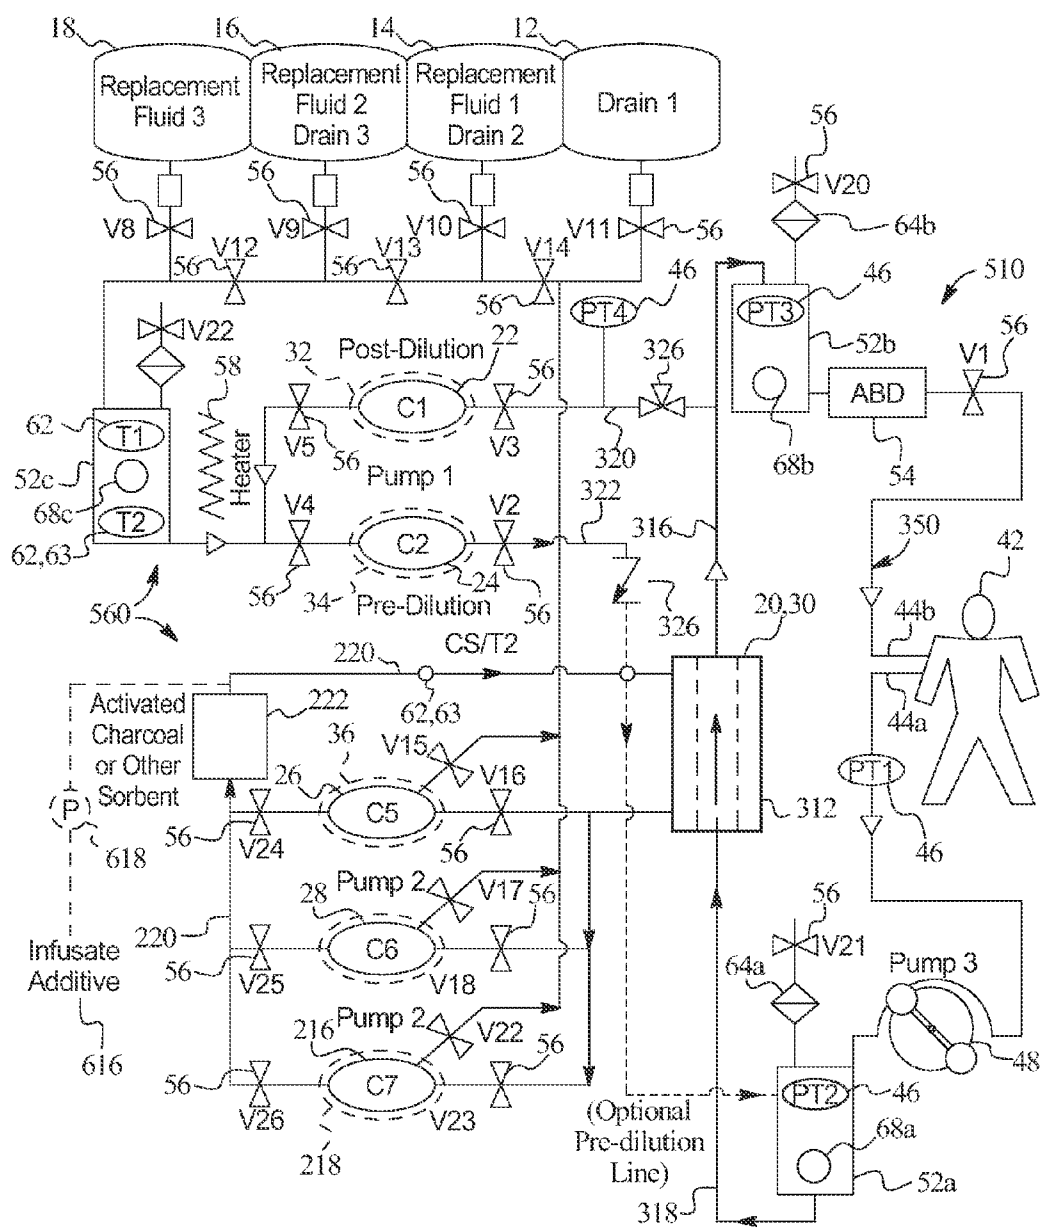 18
16
14
12
Replacement
Fluid 3
Replacement
Fluid 2
Drain 3
Replacement
Fluid 1
Drain 2
Drain 1
56
V8
56
V9
56
V10
V11
56
56
V20
64b
V12
56
V13
56
V14
56
46
PT4
46
PT3
510
V22
58
32
Post-Dilution
22
56
326
52b
V1
56
62
T1
C1
ABD
V5
56
V3
320
68b
54
52c
68c
Heater
Pump 1
T2
V4
V2
322
316
350
42
62,63
C2
56
34
24
56
560
Pre-Dilution
326
20,30
44b
CS/T2
220
Activated
Charcoal
or Other
Sorbent
222
62,63
44a
36
V15
V16
PT1
26
C5
312
P
56
V24
56
46
618
Pump 2
V17
56
28
56
220
C6
V21
Infusate
Additive
56
V25
V18
64a
Pump 3
Pump 2
V22
216
56
48
616
56
C7
PT2
46
V26
V23
(Optional
Pre-dilution
Line)
68a
218
318
52a